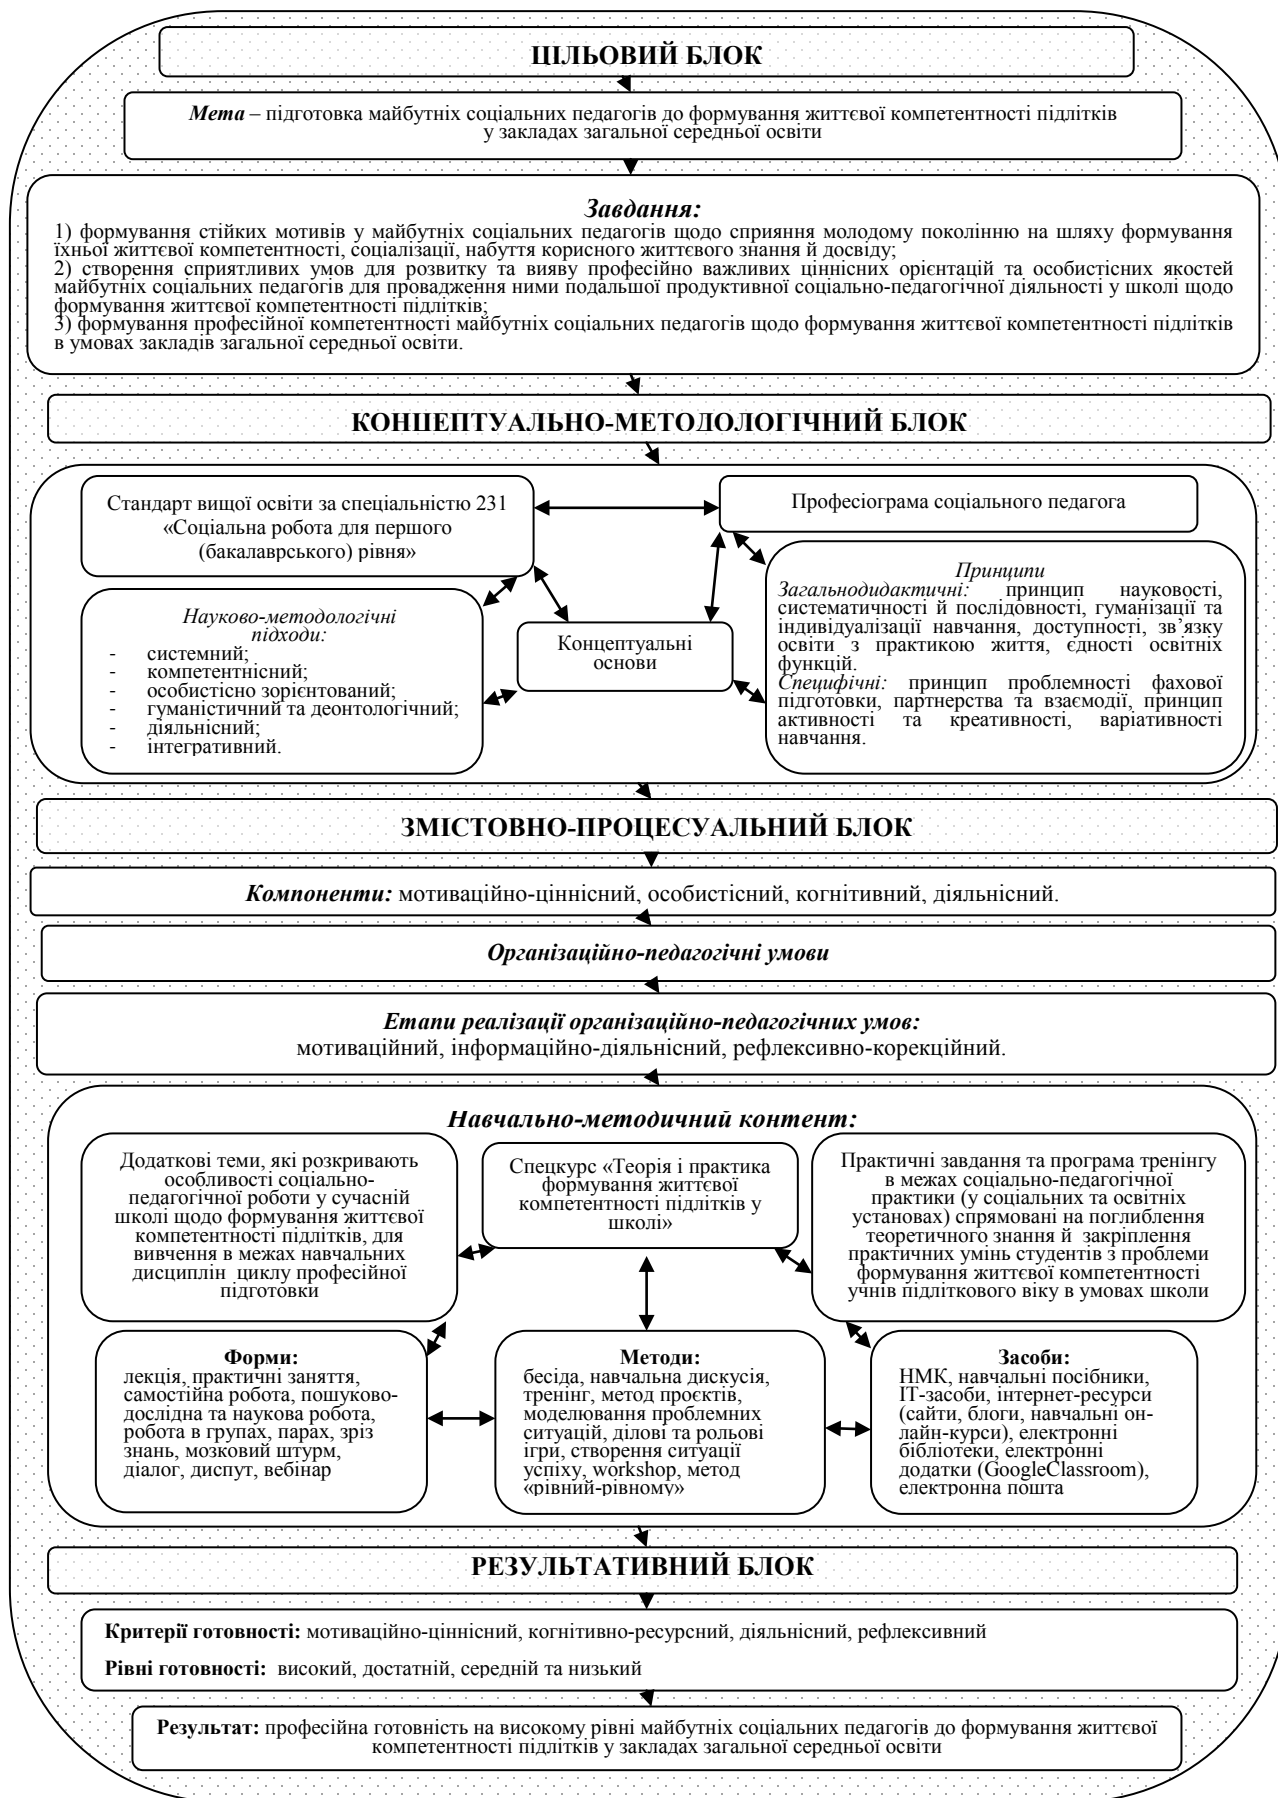 ЦІЛЬОВИЙ БЛОК
Мета – підготовка майбутніх соціальних педагогів до формування життєвої компетентності підлітків
у закладах загальної середньої освіти
Завдання:
1) формування стійких мотивів у майбутніх соціальних педагогів щодо сприяння молодому поколінню на шляху формування
їхньої життєвої компетентності, соціалізації, набуття корисного життєвого знання й досвіду;
2) створення сприятливих умов для розвитку та вияву професійно важливих ціннісних орієнтацій та особистісних якостей
майбутніх соціальних педагогів для провадження ними подальшої продуктивної соціально-педагогічної діяльності у школі щодо
формування життєвої компетентності підлітків;
3) формування професійної компетентності майбутніх соціальних педагогів щодо формування життєвої компетентності підлітків
в умовах закладів загальної середньої освіти.
КОНЦЕПТУАЛЬНО-МЕТОДОЛОГІЧНИЙ БЛОК
Стандарт вищої освіти за спеціальністю 231
«Соціальна робота для першого
(бакалаврського) рівня»
Професіограма соціального педагога
Науково-методологічні
підходи:
- системний;
- компетентнісний;
- особистісно зорієнтований;
- гуманістичний та деонтологічний;
- діяльнісний;
- інтегративний.
Концептуальні
основи
Принципи
Загальнодидактичні: принцип науковості,
систематичності й послідовності, гуманізації та
індивідуалізації навчання, доступності, зв’язку
освіти з практикою життя, єдності освітніх
функцій.
Специфічні: принцип проблемності фахової
підготовки, партнерства та взаємодії, принцип
активності та креативності, варіативності
навчання.
ЗМІСТОВНО-ПРОЦЕСУАЛЬНИЙ БЛОК
Компоненти: мотиваційно-ціннісний, особистісний, когнітивний, діяльнісний.
Організаційно-педагогічні умови
Етапи реалізації організаційно-педагогічних умов:
мотиваційний, інформаційно-діяльнісний, рефлексивно-корекційний.
Навчально-методичний контент:
Додаткові теми, які розкривають
особливості соціально-
педагогічної роботи у сучасній
школі щодо формування життєвої
компетентності підлітків, для
вивчення в межах навчальних
дисциплін циклу професійної
підготовки
Спецкурс «Теорія і практика
формування життєвої
компетентності підлітків у
школі»
Практичні завдання та програма тренінгу
в межах соціально-педагогічної
практики (у соціальних та освітніх
установах) спрямовані на поглиблення
теоретичного знання й закріплення
практичних умінь студентів з проблеми
формування життєвої компетентності
учнів підліткового віку в умовах школи
Форми:
лекція, практичні заняття,
самостійна робота, пошуково-
дослідна та наукова робота,
робота в групах, парах, зріз
знань, мозковий штурм,
діалог, диспут, вебінар
Методи:
бесіда, навчальна дискусія,
тренінг, метод проєктів,
моделювання проблемних
ситуацій, ділові та рольові
ігри, створення ситуації
успіху, workshop, метод
«рівний-рівному»
Засоби:
НМК, навчальні посібники,
ІТ-засоби, інтернет-ресурси
(сайти, блоги, навчальні он-
лайн-курси), електронні
бібліотеки, електронні
додатки (GoogleClassroom),
електронна пошта
РЕЗУЛЬТАТИВНИЙ БЛОК
Критерії готовності: мотиваційно-ціннісний, когнітивно-ресурсний, діяльнісний, рефлексивний
Рівні готовності: високий, достатній, середній та низький
Результат: професійна готовність на високому рівні майбутніх соціальних педагогів до формування життєвої
компетентності підлітків у закладах загальної середньої освіти